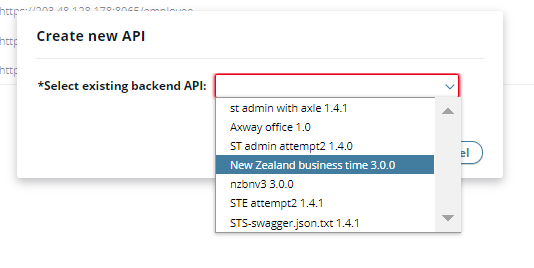 https://203.48.128.178:8065/employee
Create new API
http
*Select existing backend API:
http
st admin with axle 1.4.1
Axway office 1.0
ST admin attempt2 1.4.0
New Zealand business time 3.0.0
nzbnv3 3.0.0
STE attempt2 1.4.1
STS-swagger.json.txt 1.4.1
el